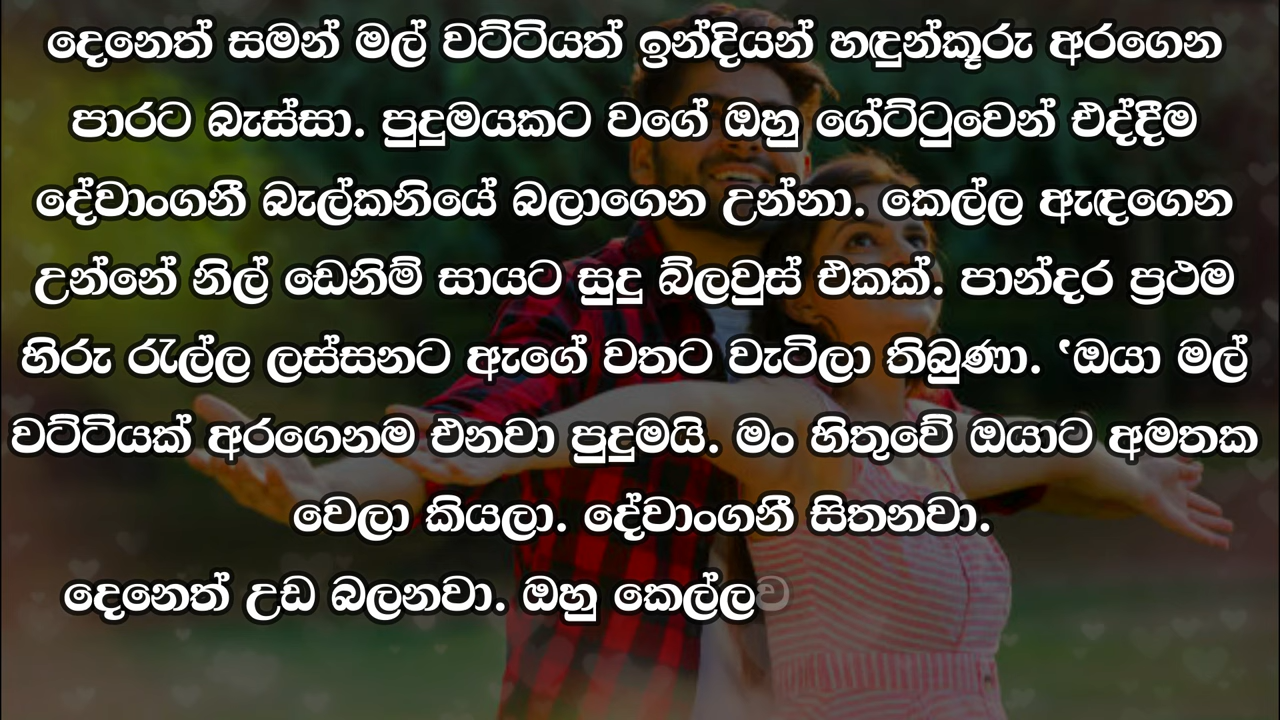 දෙනෙත් සමන් මල් වට්ටියත් ඉන්දියන් හඳුන්කූරු අරගෙන
පාරට බැස්සා. පුදුමයකට වගේ ඔහු ගේට්ටුවෙන් එද්දීම
දේවාංගනී බැල්කනියේ බලාගෙන උන්නා. කෙල්ල ඇඳගෙන
උන්නේ නිල් ඩෙනිම් සායට සුදු බ්ලවුස් එකක්. පාන්දර ප්‍රථම
හිරු රැල්ල ලස්සනට ඇගේ වතට වැටිලා තිබුණා. ‛ඔයා මල්
වට්ටියක් අරගෙනම එනවා පුදුමයි. මං හිතුවේ ඔයාට අමතක
වෙලා කියලා. දේවාංගනී සිතනවා.
දෙනෙත් උඩ බලනවා. ඔහු කෙල්ලව